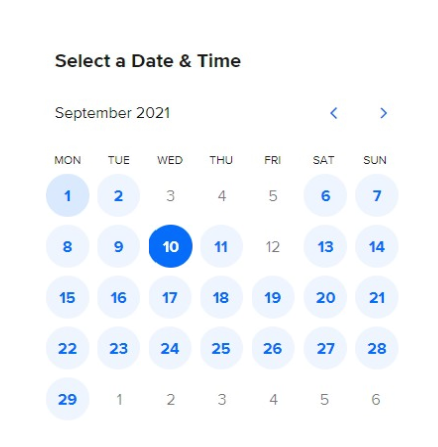 Select a Date & Time
September 2021
MON TUE WED THU FRI SAT SUN
1 2 3 4 5 6 7
8 9 10 11 12 13 14
15 16 17 18 19 20 21
22 23 24 25 26 27 28
29 1 2 3 4 5 6